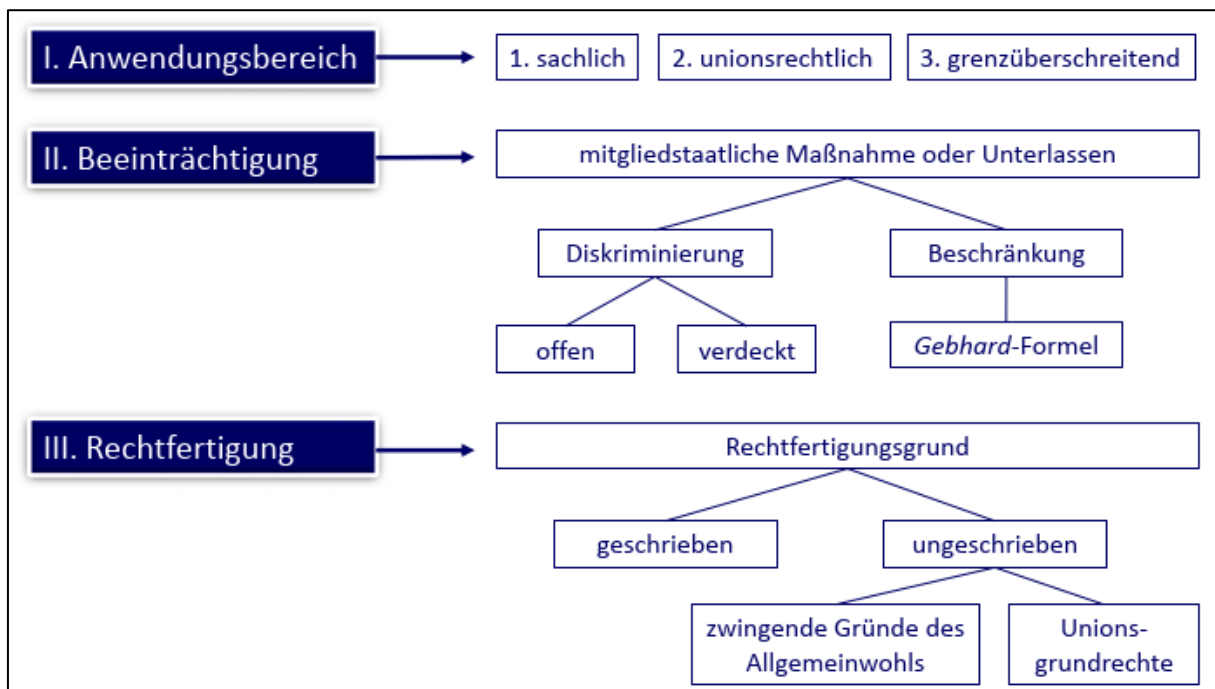 I. Anwendungsbereich
1. sachlich
2. unionsrechtlich
3. grenzüberschreitend
II. Beeinträchtigung
mitgliedstaatliche Maßnahme oder Unterlassen
Diskriminierung
Beschränkung
offen
verdeckt
Gebhard-Formel
III. Rechtfertigung
Rechtfertigungsgrund
geschrieben
ungeschrieben
zwingende Gründe des
Allgemeinwohls
Unions-
grundrechte